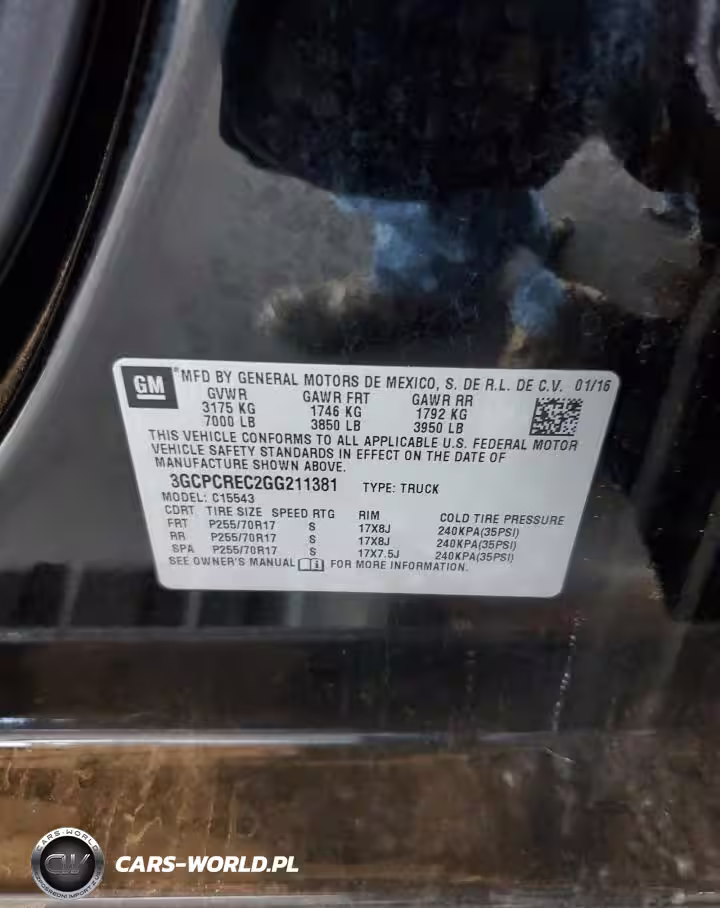 GM
MFD BY GENERAL MOTORS DE MEXICO, S. DE R.L. DE C.V. 01/16
GVWR GAWR FRT GAWR RR
3175 KG 1746 KG 1792 KG
7000 LB 3850 LB 3950 LB
THIS VEHICLE CONFORMS TO ALL APPLICABLE U.S. FEDERAL MOTOR
VEHICLE SAFETY STANDARDS IN EFFECT ON THE DATE OF
MANUFACTURE SHOWN ABOVE.
3GCPCREC2GG211381 TYPE: TRUCK
MODEL: C15543
CDRT TIRE SIZE SPEED RTG RIM COLD TIRE PRESSURE
FRT P255/70R17 S 17X8J 240KPA(35PSI)
RR P255/70R17 S 17X8J 240KPA(35PSI)
SPA P255/70R17 S 17X7.5J 240KPA(35PSI)
SEE OWNER'S MANUAL FOR MORE INFORMATION.
CARS-WORLD
CW
CARS-WORLD.PL